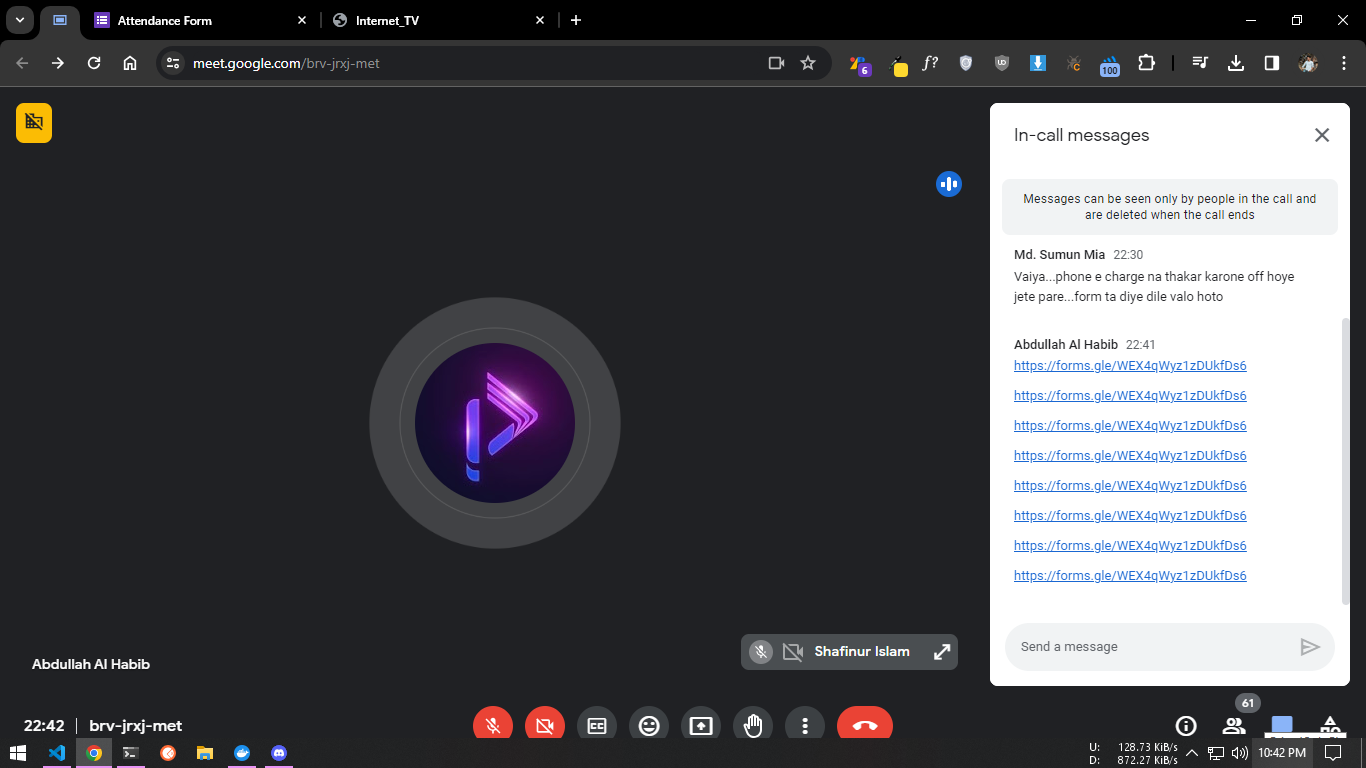 Attendance Form
Internet_TV
meet.google.com/brv-jrxj-met
6
f?
UD
C
100
In-call messages
Messages can be seen only by people in the call and
are deleted when the call ends
Md. Sumun Mia 22:30
Vaiya...phone e charge na thakar karone off hoye
jete pare...form ta diye dile valo hoto
Abdullah Al Habib 22:41
https://forms.gle/WEX4qWyz1zDUkfDs6
https://forms.gle/WEX4qWyz1zDUkfDs6
https://forms.gle/WEX4qWyz1zDUkfDs6
https://forms.gle/WEX4qWyz1zDUkfDs6
https://forms.gle/WEX4qWyz1zDUkfDs6
https://forms.gle/WEX4qWyz1zDUkfDs6
https://forms.gle/WEX4qWyz1zDUkfDs6
https://forms.gle/WEX4qWyz1zDUkfDs6
Send a message
Shafinur Islam
Abdullah Al Habib
61
22:42 | brv-jrxj-met
CC
U: 128.73 KiB/s
D: 872.27 KiB/s
10:42 PM